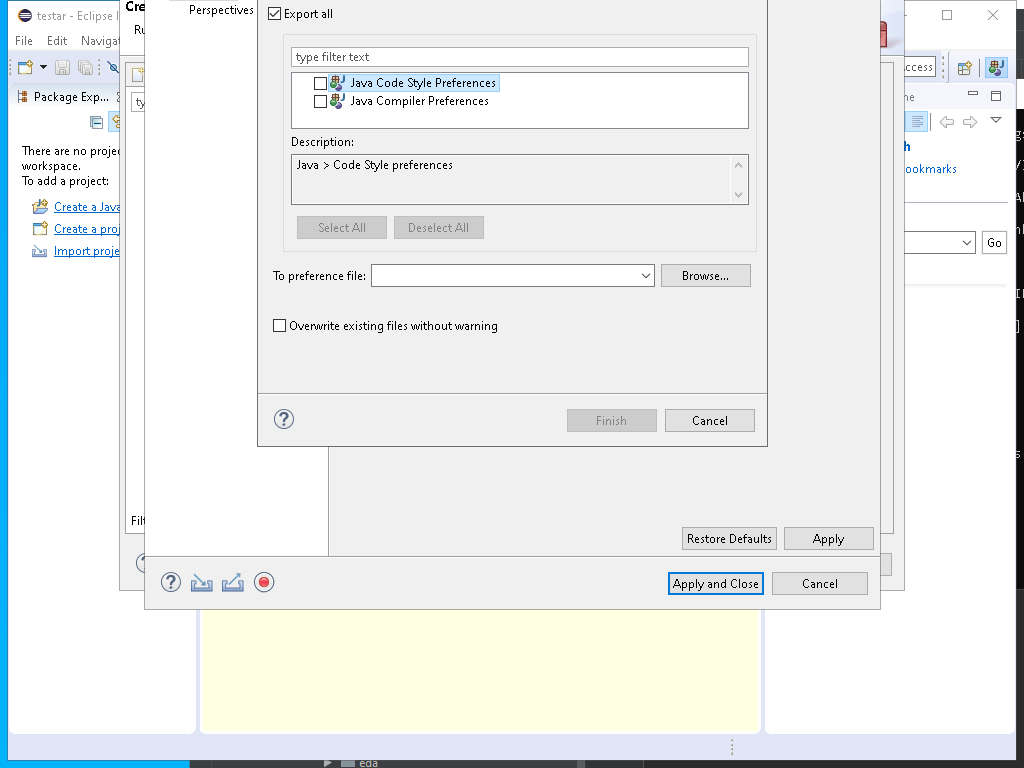 testar - Eclipse I
File Edit Naviga
ccess
Package Exp...
There are no proje
workspace.
To add a project:
Create a Java
Create a proj
Import proje
Cre
Ru
ty
Filt
Perspectives
Export all
type filter text
Java Code Style Preferences
Java Compiler Preferences
Description:
Java > Code Style preferences
Select All
Deselect All
To preference file:
Browse...
Overwrite existing files without warning
Finish
Cancel
Restore Defaults
Apply
Apply and Close
Cancel
ne
h
ookmarks
Go
eda